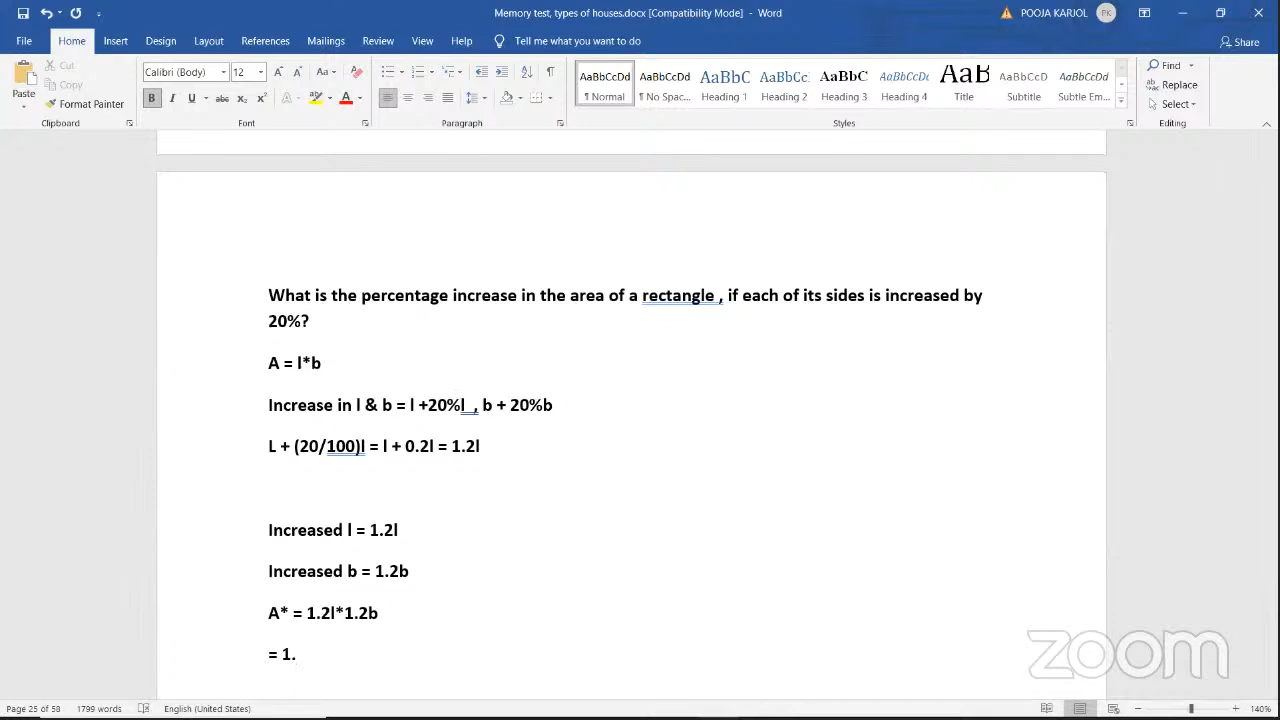 Memory test, types of houses.docx [Compatibility Mode] - Word
POOJA KARJOL PK
File Home Insert Design Layout References Mailings Review View Help Tell me what you want to do Share
Paste
Cut
Copy
Format Painter
Clipboard
Calibri (Body) 12
Font
Paragraph
AaBbCcDd AaBbCcDd AaBbC AaBbCc AaBbC AaBbCcDc AaB AaBbCcD AaBbCcDd
¶ Normal ¶ No Spac... Heading 1 Heading 2 Heading 3 Heading 4 Title Subtitle Subtle Em...
Styles
Find
Replace
Select
Editing
What is the percentage increase in the area of a rectangle , if each of its sides is increased by
20%?
A = l*b
Increase in l & b = l +20%l , b + 20%b
L + (20/100)l = l + 0.2l = 1.2l
Increased l = 1.2l
Increased b = 1.2b
A* = 1.2l*1.2b
= 1.
zoom
Page 25 of 58 1799 words English (United States) 140%